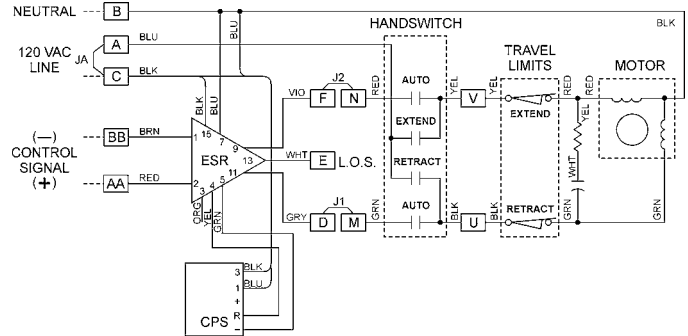 NEUTRAL B BLK
HANDSWITCH
A BLU BLU
120 VAC LINE JA
TRAVEL LIMITS
MOTOR
C BLK
J2 AUTO
BLK BLU VIO F N RED YEL V YEL RED RED
EXTEND EXTEND YEL
(—) BB BRN 1 15 7 9
CONTROL SIGNAL ESR 13 WHT E L.O.S.
RETRACT WHT
(+) AA RED 2 3 4 5 11
J1 AUTO RETRACT
ORG YEL GRN GRY D M GRN BLK U BLK GRN GRN
3 BLK
1 BLU
+
CPS R
–